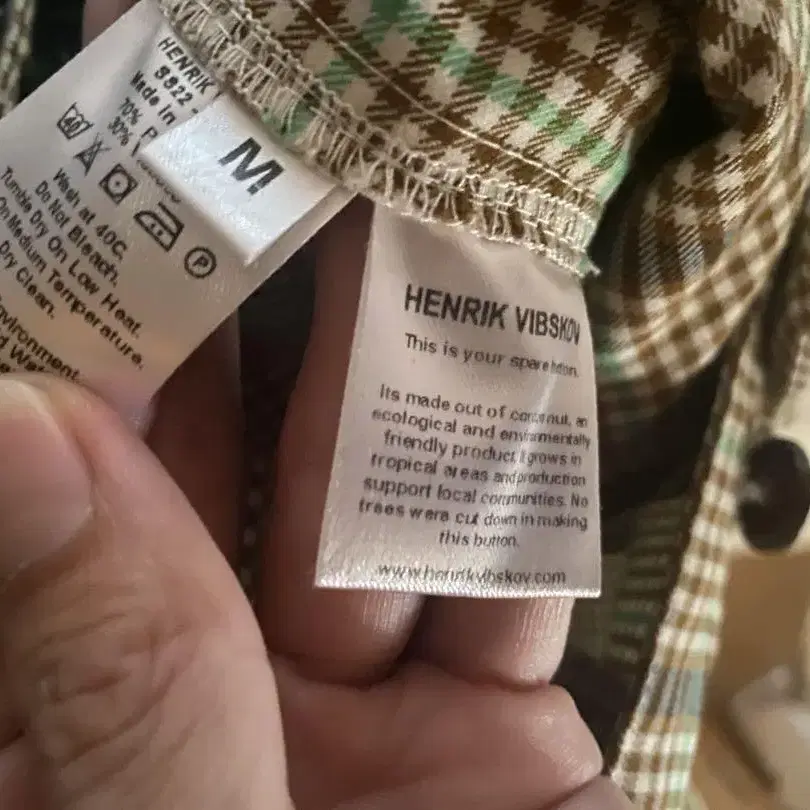 HENRIK
SS22
Made in
70% P
30%
M
Wash at 40C.
Do Not Bleach.
Tumble Dry On Low Heat.
On Medium Temperature.
Dry Clean.
nvironment
P
HENRIK VIBSKOV
This is your spare button.
Its made out of coconut, an
ecological and environmentally
friendly product. It grows in
tropical areas and production
support local communities. No
trees were cut down in making
this button.
www.henrikvibskov.com